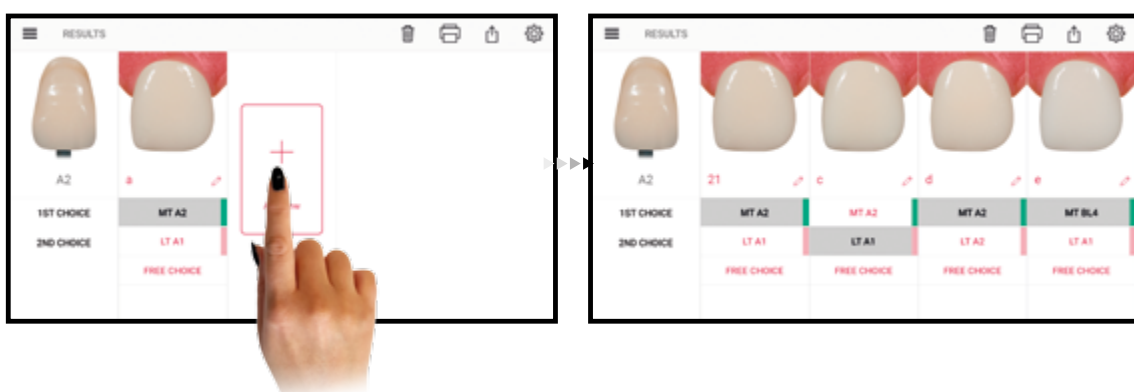 RESULTS
A2
a
1ST CHOICE
MT A2
2ND CHOICE
LT A1
FREE CHOICE
RESULTS
A2
21
c
d
e
1ST CHOICE
MT A2
MT A2
MT A2
MT BL4
2ND CHOICE
LT A1
LT A1
LT A2
LT A1
FREE CHOICE
FREE CHOICE
FREE CHOICE
FREE CHOICE